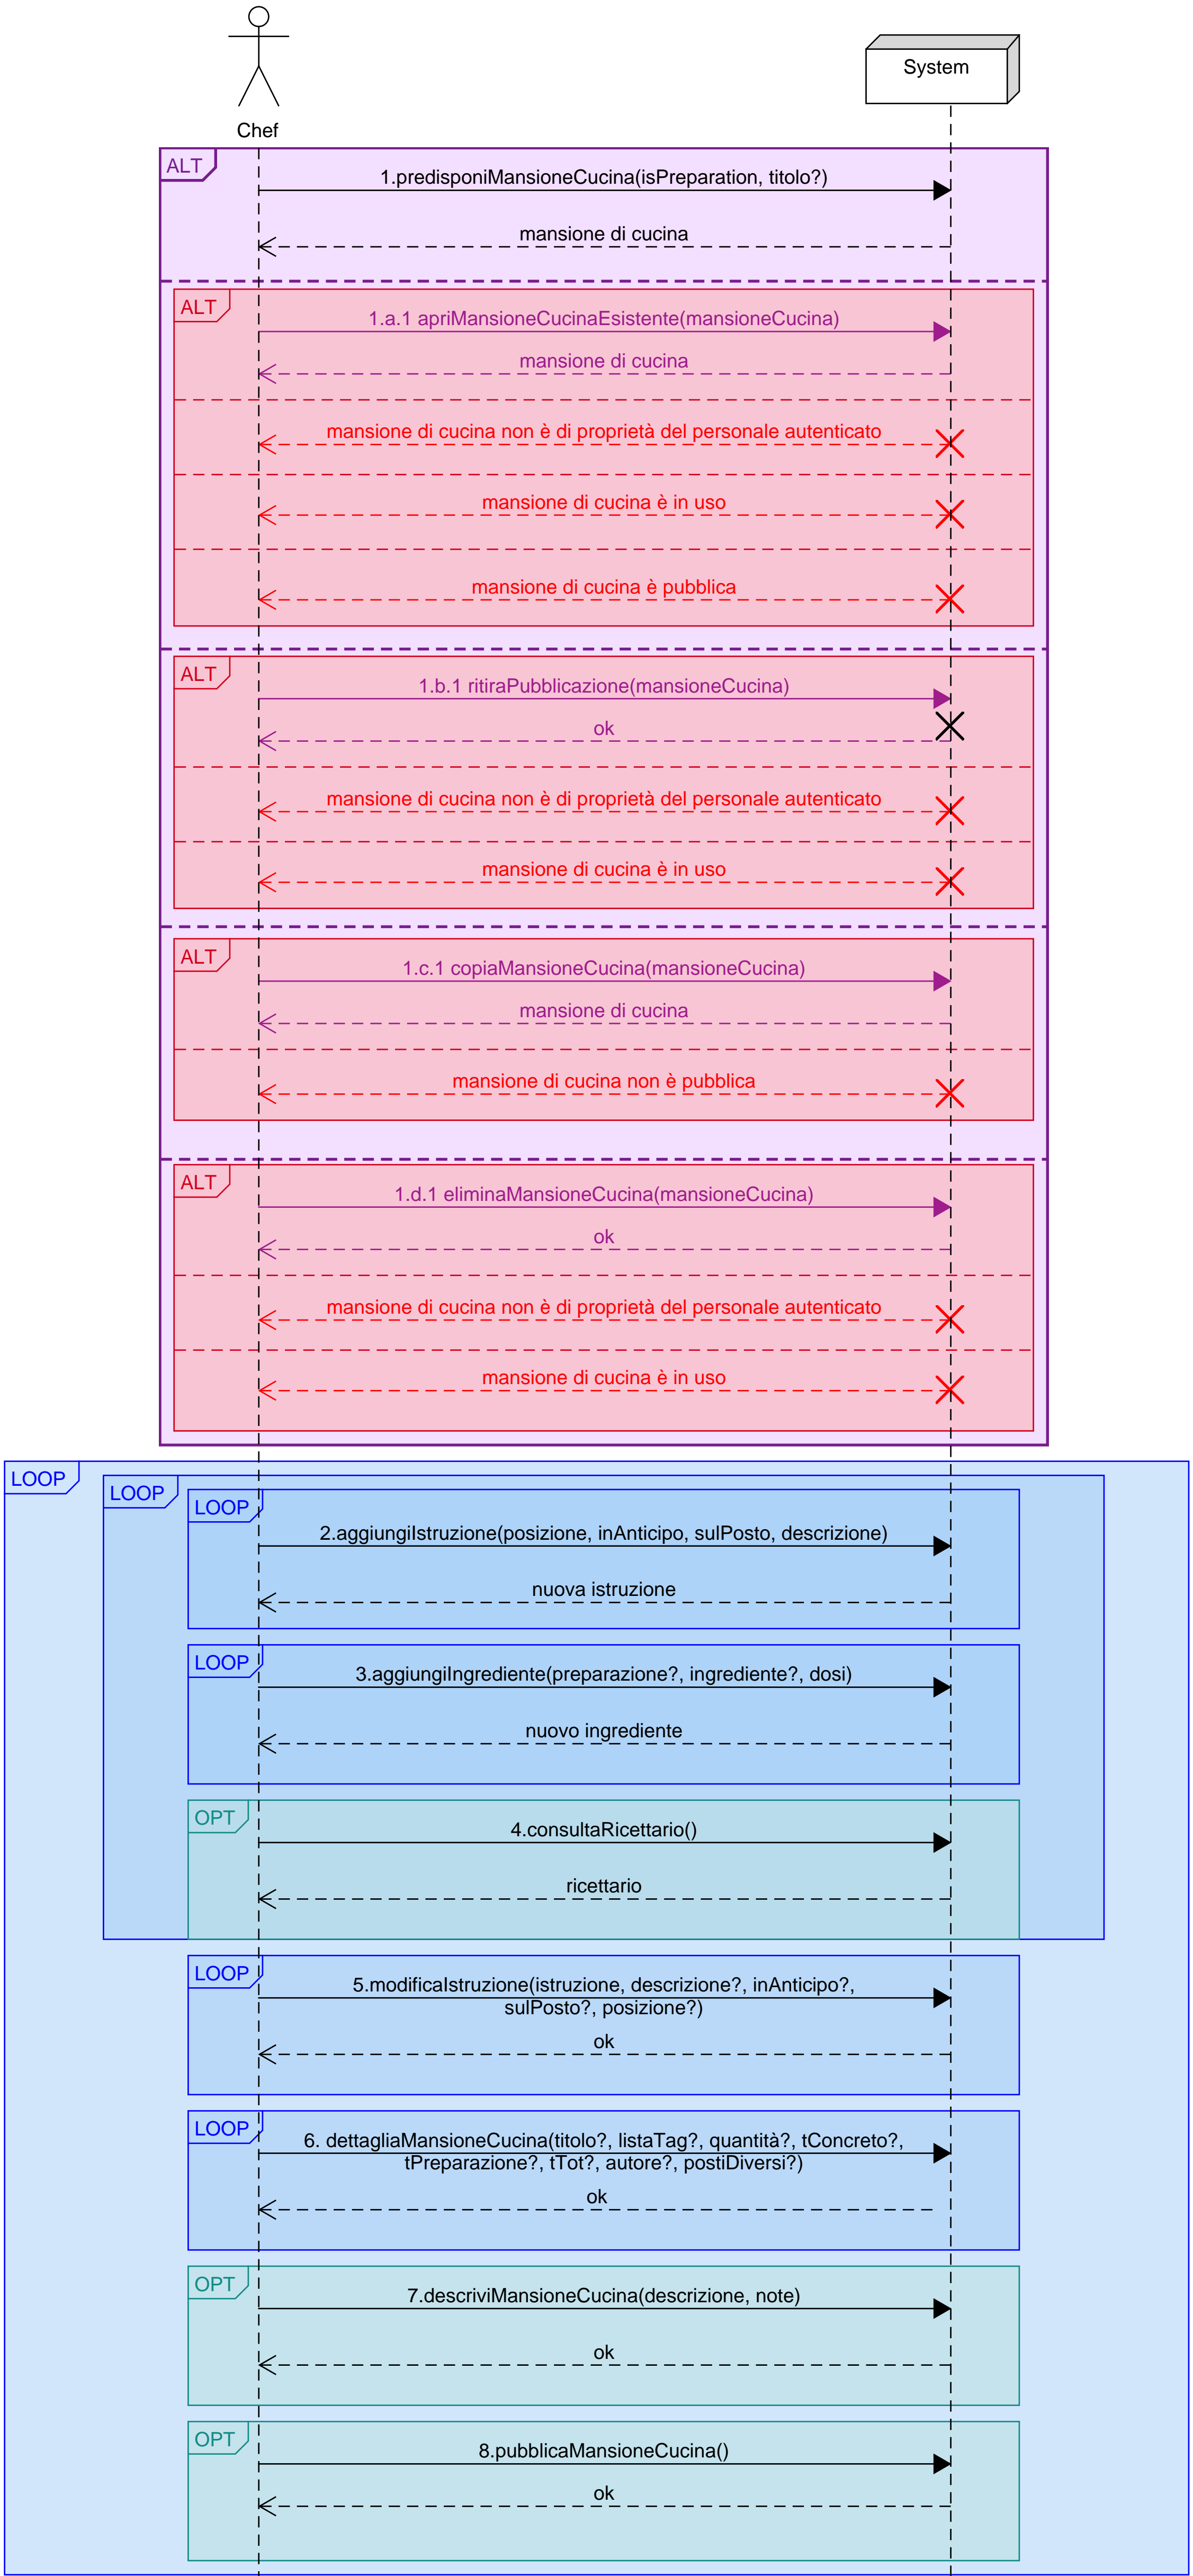 System
Chef
ALT
1.predisponiMansioneCucina(isPreparation, titolo?)
mansione di cucina
ALT
1.a.1 apriMansioneCucinaEsistente(mansioneCucina)
mansione di cucina
mansione di cucina non è di proprietà del personale autenticato
mansione di cucina è in uso
mansione di cucina è pubblica
ALT
1.b.1 ritiraPubblicazione(mansioneCucina)
ok
mansione di cucina non è di proprietà del personale autenticato
mansione di cucina è in uso
ALT
1.c.1 copiaMansioneCucina(mansioneCucina)
mansione di cucina
mansione di cucina non è pubblica
ALT
1.d.1 eliminaMansioneCucina(mansioneCucina)
ok
mansione di cucina non è di proprietà del personale autenticato
mansione di cucina è in uso
LOOP
LOOP
LOOP
2.aggiungiIstruzione(posizione, inAnticipo, sulPosto, descrizione)
nuova istruzione
LOOP
3.aggiungiIngrediente(preparazione?, ingrediente?, dosi)
nuovo ingrediente
OPT
4.consultaRicettario()
ricettario
LOOP
5.modificaIstruzione(istruzione, descrizione?, inAnticipo?,
sulPosto?, posizione?)
ok
LOOP
6. dettagliaMansioneCucina(titolo?, listaTag?, quantità?, tConcreto?,
tPreparazione?, tTot?, autore?, postiDiversi?)
ok
OPT
7.descriviMansioneCucina(descrizione, note)
ok
OPT
8.pubblicaMansioneCucina()
ok